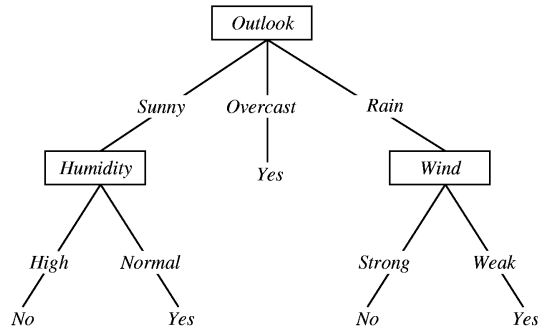 Outlook
Sunny Overcast Rain
Humidity Yes Wind
High Normal Strong Weak
No Yes No Yes